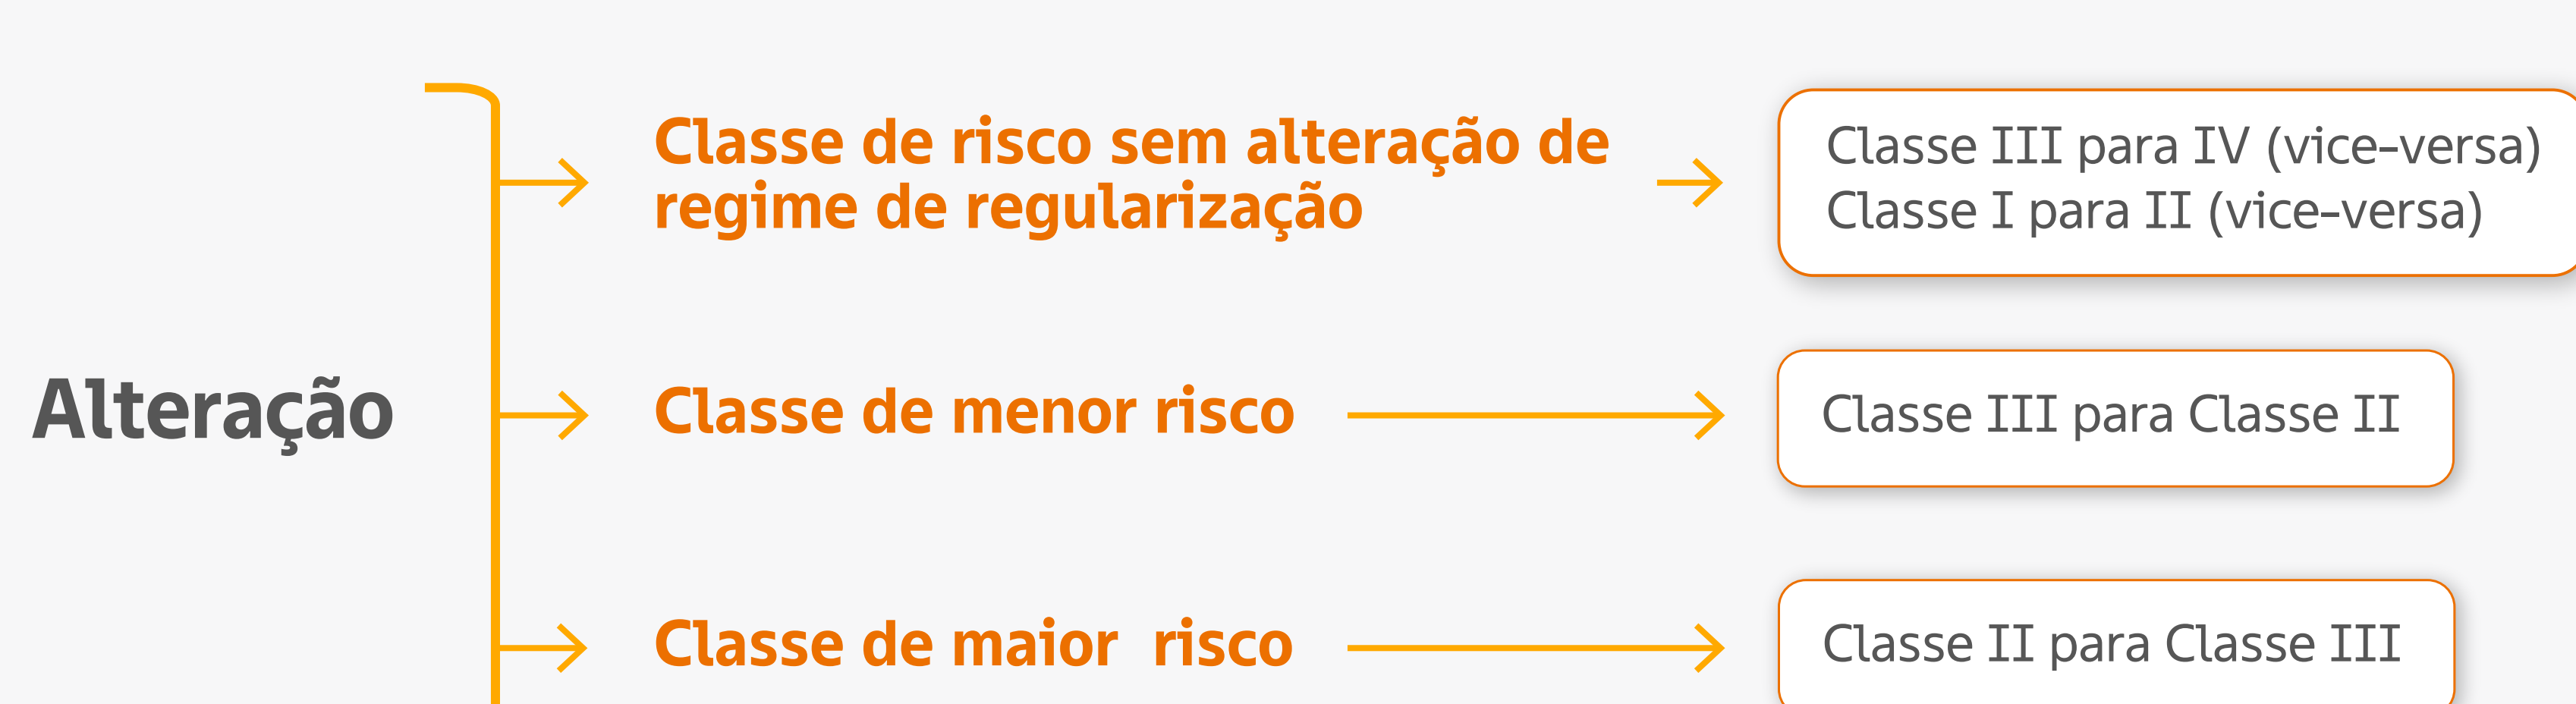 Alteração
Classe de risco sem alteração de
regime de regularização
Classe III para IV (vice-versa)
Classe I para II (vice-versa)
Classe de menor risco
Classe III para Classe II
Classe de maior  risco
Classe II para Classe III